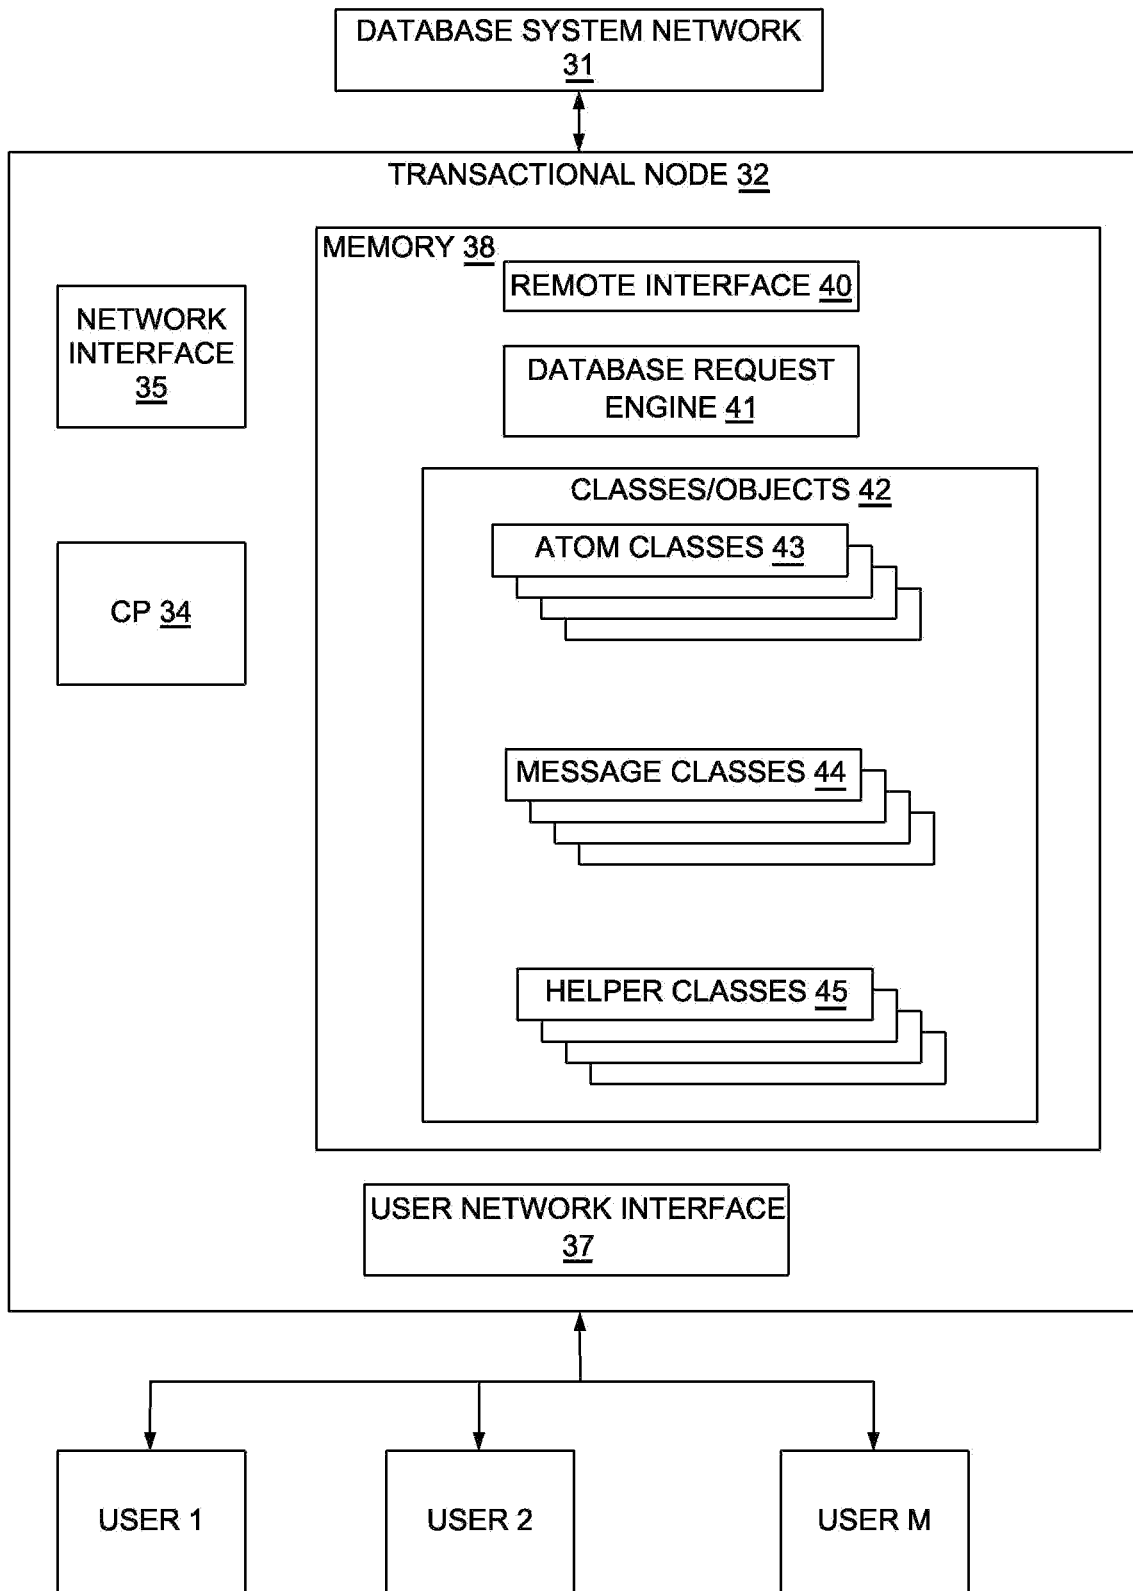 DATABASE SYSTEM NETWORK
31
TRANSACTIONAL NODE 32
MEMORY 38
REMOTE INTERFACE 40
NETWORK
INTERFACE
35
DATABASE REQUEST
ENGINE 41
CLASSES/OBJECTS 42
ATOM CLASSES 43
CP 34
MESSAGE CLASSES 44
HELPER CLASSES 45
USER NETWORK INTERFACE
37
USER 1
USER 2
USER M